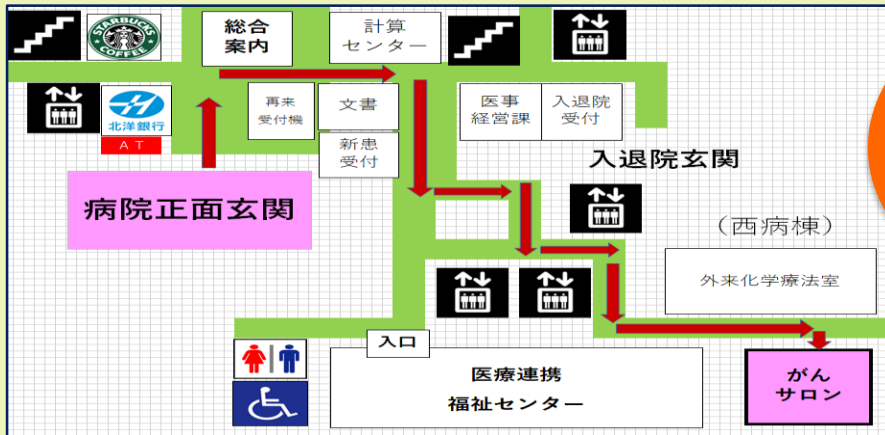 STARBUCKS
COFFEE
総合
案内
計算
センター
北洋銀行
AT
再来
受付機
文書
新患
受付
医事
経営課
入退院
受付
入退院玄関
病院正面玄関
(西病棟)
外来化学療法室
入口
医療連携
福祉センター
がん
サロン